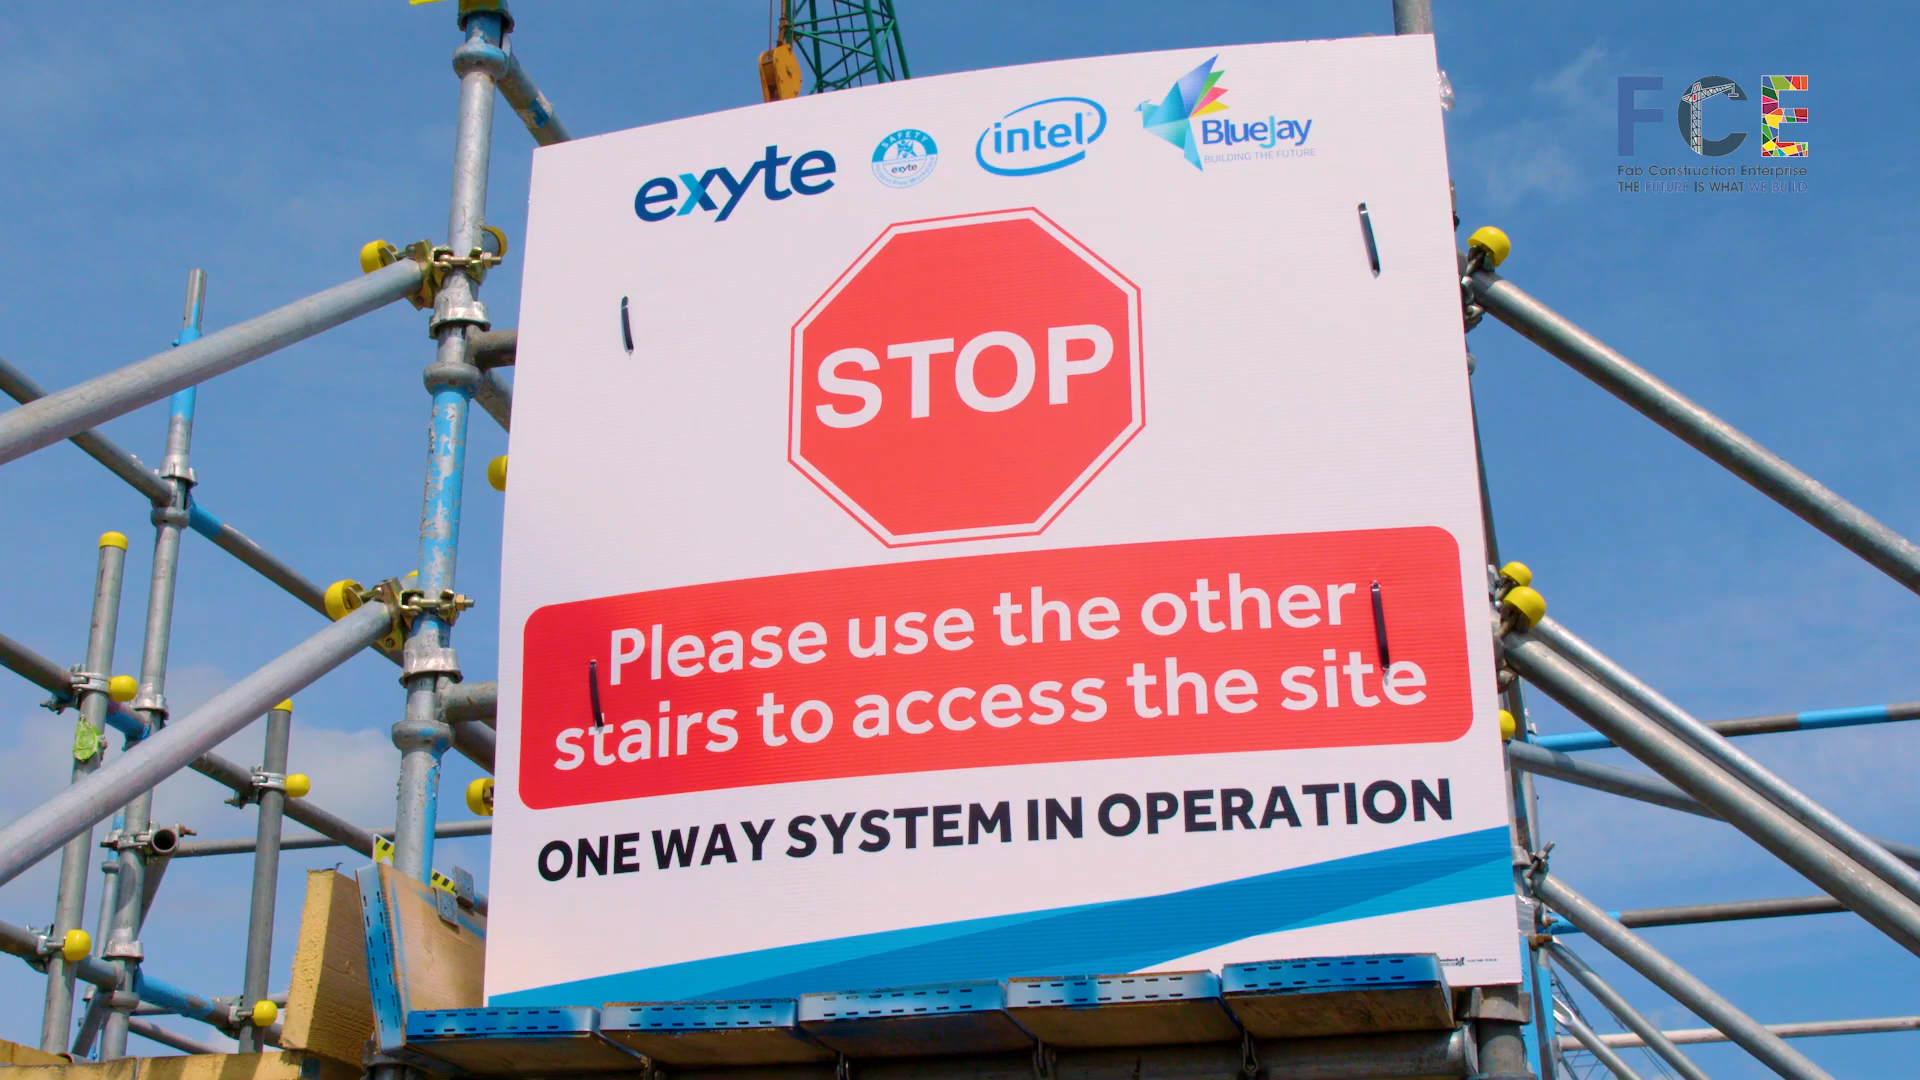 exyte
SAFETY
exyte
intel
BlueJay
BUILDING THE FUTURE
STOP
Please use the other
stairs to access the site
ONE WAY SYSTEM IN OPERATION
FCE
Fab Construction Enterprise
THE FUTURE IS WHAT WE BUILD